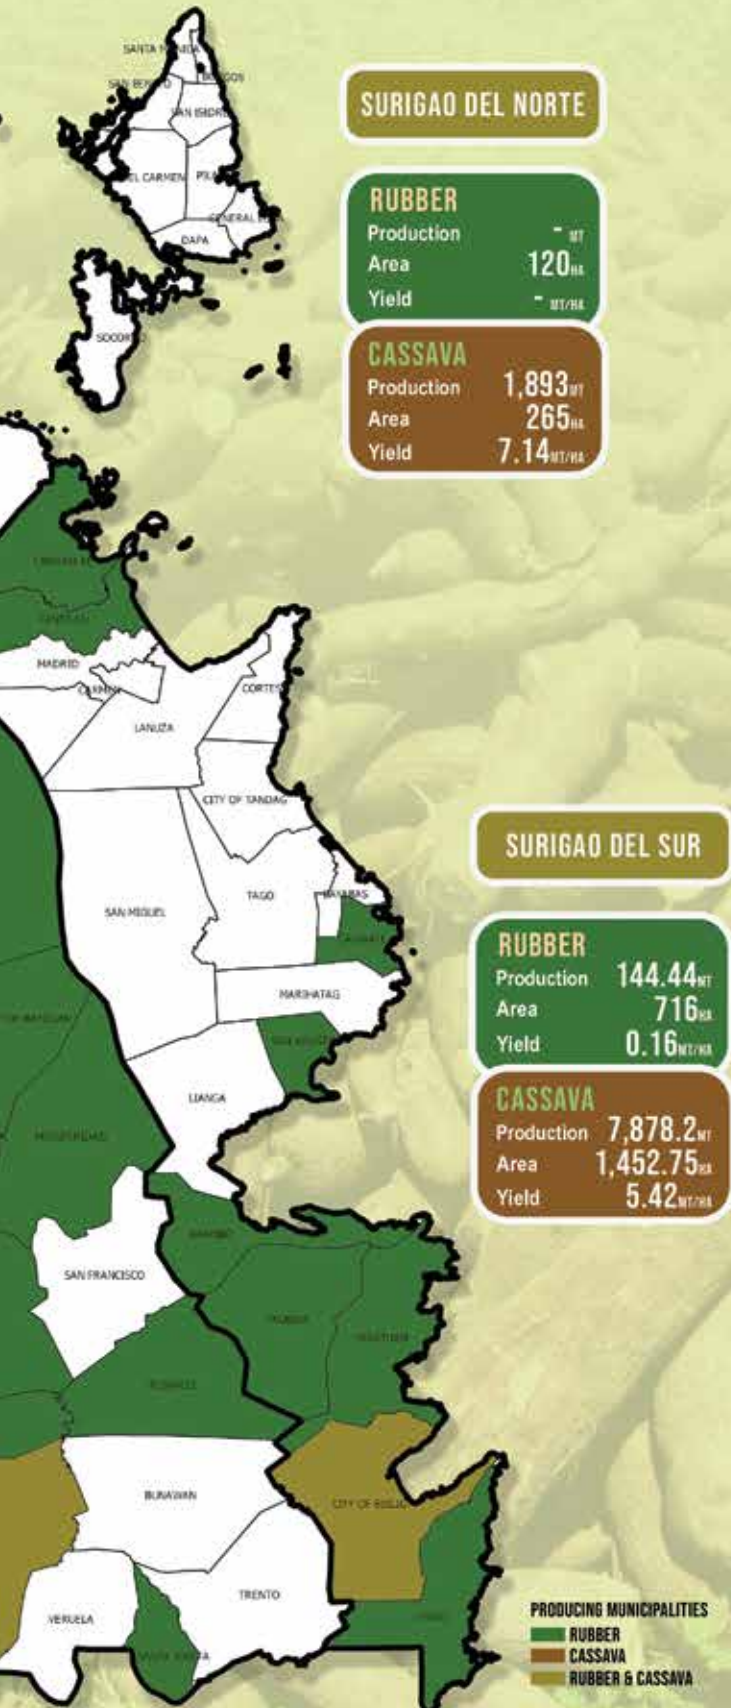 SANTA MONICA
SAN BENITO
BURGOS
SAN ISIDRO
DEL CARMEN
PILAR
GENERAL LUNA
DAPA
SOCORRO
SURIGAO DEL NORTE
RUBBER
Production - MT
Area 120HA
Yield - MT/HA
CASSAVA
Production 1,893MT
Area 265HA
Yield 7.14MT/HA
MADRID
CARMEN
CORTES
LANUZA
CITY OF TANDAG
SAN MIGUEL
TAGO
BAYABAS
MARIHATAG
LIANGA
SURIGAO DEL SUR
RUBBER
Production 144.44MT
Area 716HA
Yield 0.16MT/HA
CASSAVA
Production 7,878.2MT
Area 1,452.75HA
Yield 5.42MT/HA
SAN FRANCISCO
BUNAWAN
TRENTO
VERUELA
PRODUCING MUNICIPALITIES
RUBBER
CASSAVA
RUBBER & CASSAVA